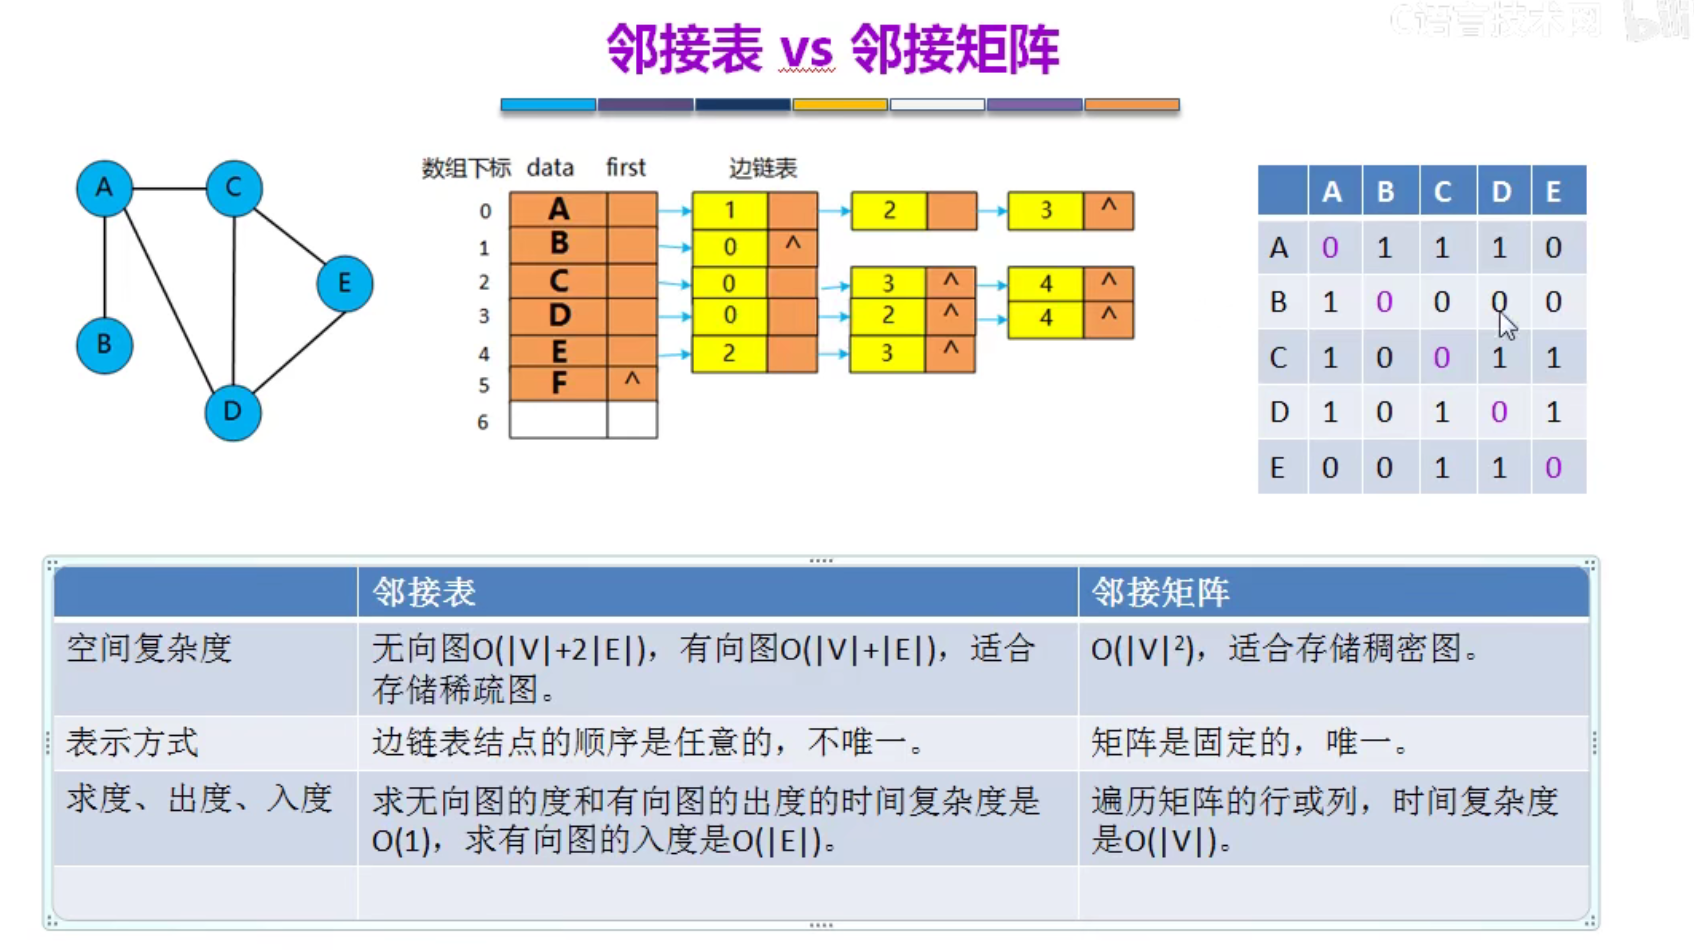 C语言技术网
邻接表 vs 邻接矩阵
A
C
E
B
D
数组下标 data first 边链表
0 A 1 2 3 ^
1 B 0 ^
2 C 0 3 ^ 4 ^
3 D 0 2 ^ 4 ^
4 E 2 3 ^
5 F ^
6
A B C D E
A 0 1 1 1 0
B 1 0 0 0 0
C 1 0 0 1 1
D 1 0 1 0 1
E 0 0 1 1 0
邻接表 邻接矩阵
空间复杂度
无向图O(|V|+2|E|)，有向图O(|V|+|E|)，适合
存储稀疏图。
O(|V|²)，适合存储稠密图。
表示方式
边链表结点的顺序是任意的，不唯一。
矩阵是固定的，唯一。
求度、出度、入度
求无向图的度和有向图的出度的时间复杂度是
O(1)，求有向图的入度是O(|E|)。
遍历矩阵的行或列，时间复杂度
是O(|V|)。